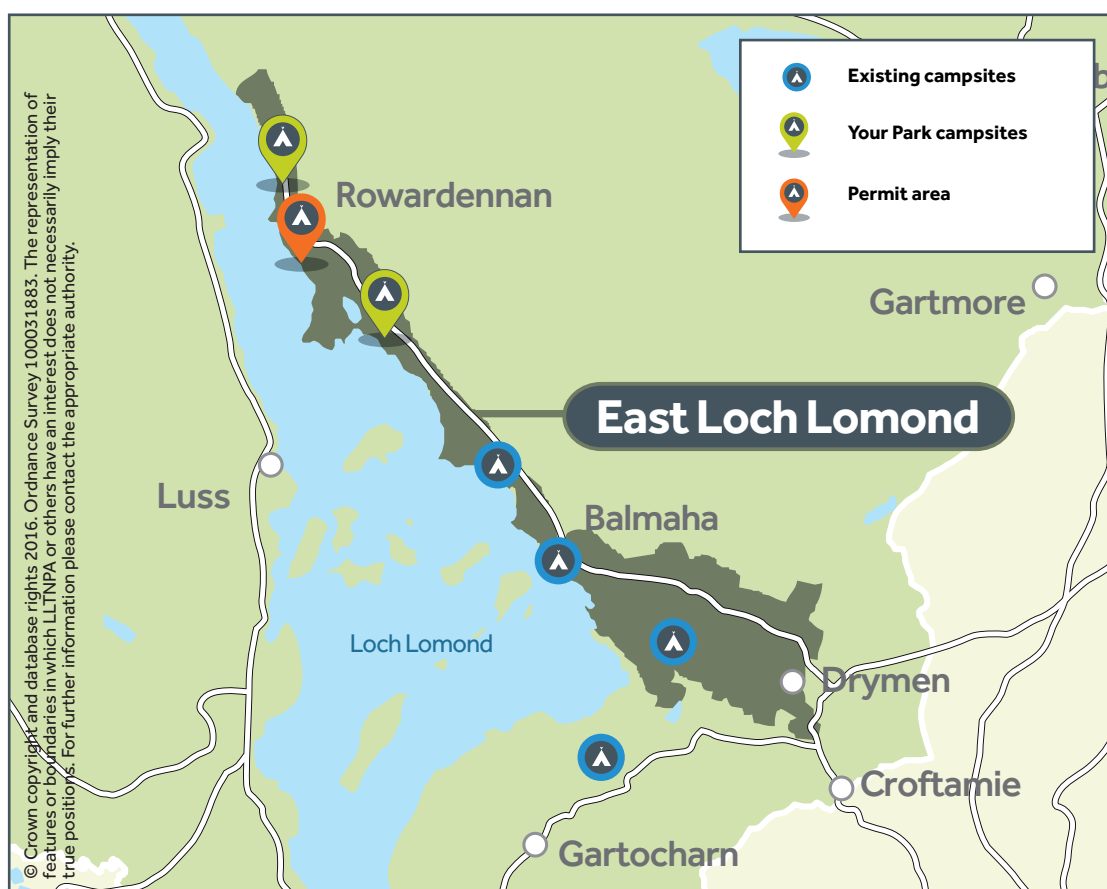 Existing campsites
Your Park campsites
Permit area
Rowardennan
Gartmore
East Loch Lomond
Luss
Balmaha
Loch Lomond
Drymen
Croftamie
Gartocharn
© Crown copyright and database rights 2016. Ordnance Survey 100031883. The representation of
features or boundaries in which LLTNPA or others have an interest does not necessarily imply their
true positions. For further information please contact the appropriate authority.